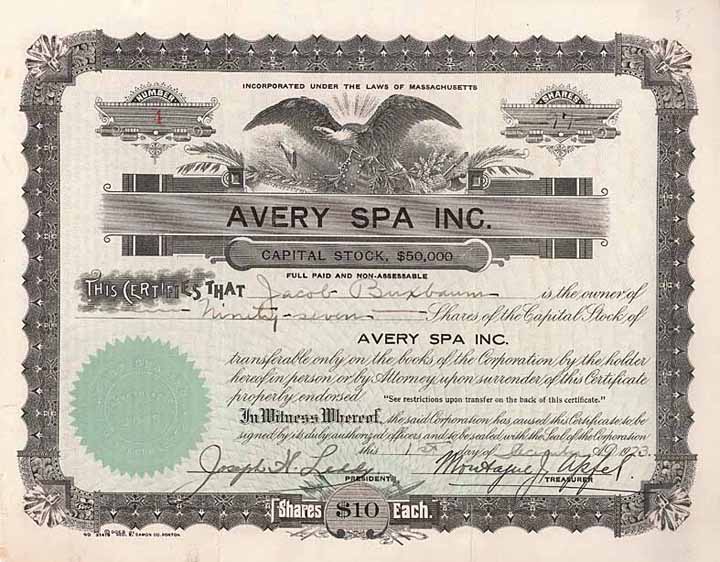 INCORPORATED UNDER THE LAWS OF MASSACHUSETTS
NUMBER
SHARES
AVERY SPA INC.
CAPITAL STOCK, $50,000
FULL PAID AND NON-ASSESSABLE
THIS CERTIFIES THAT Jacob Buxbaum is the owner of
Ninety-seven Shares of the Capital Stock of
AVERY SPA INC.
transferable only on the books of the Corporation by the holder
hereof in person or by Attorney upon surrender of this Certificate
properly endorsed. "See restrictions upon transfer on the back of this certificate."
In Witness Whereof, the said Corporation has caused this Certificate to be
signed by its duly authorized officers and to be sealed with the Seal of the Corporation
this 1st day of
Joseph H. Leddy Montague J. Apfel
PRESIDENT TREASURER
Shares $10 Each.